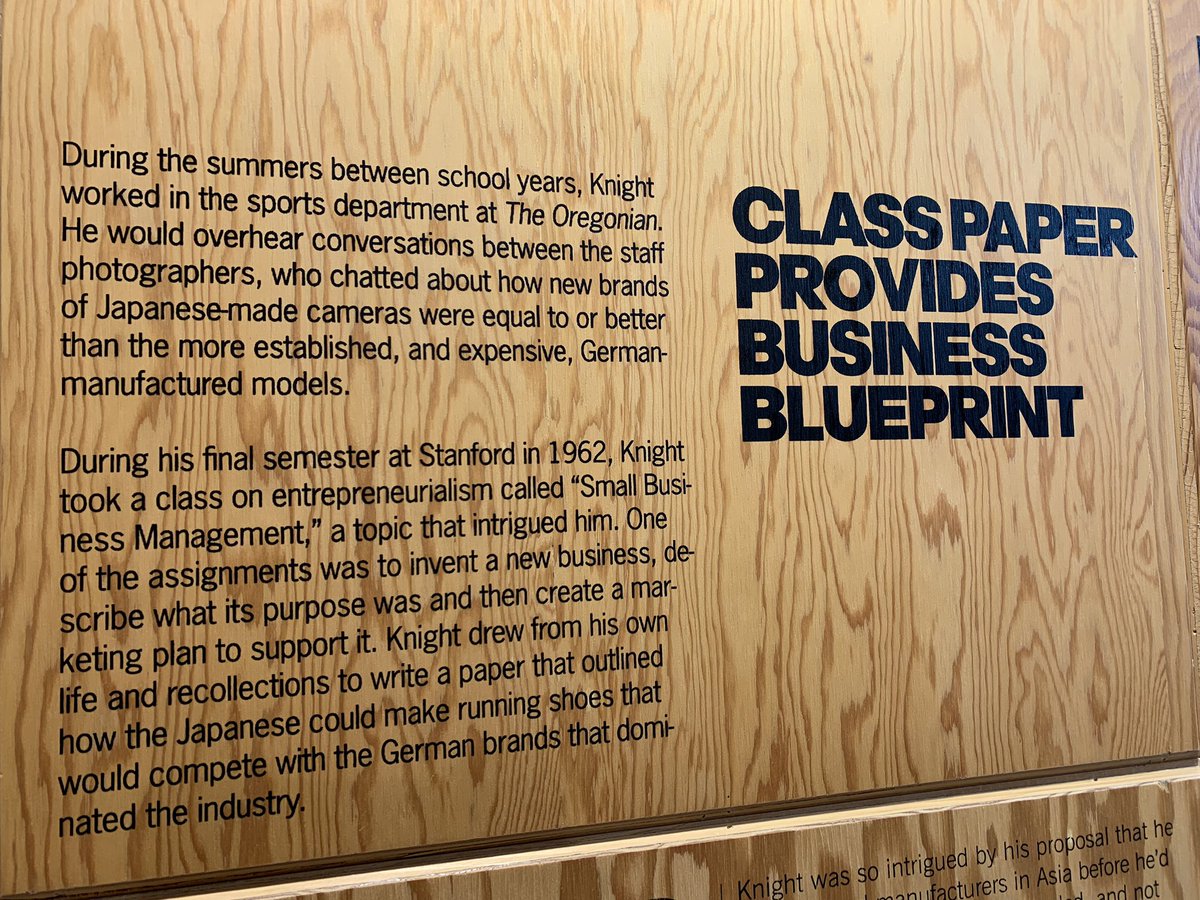 During the summers between school years, Knight
worked in the sports department at The Oregonian.
He would overhear conversations between the staff
photographers, who chatted about how new brands
of Japanese-made cameras were equal to or better
than the more established, and expensive, German-
manufactured models.
During his final semester at Stanford in 1962, Knight
took a class on entrepreneurialism called “Small Busi-
ness Management,” a topic that intrigued him. One
of the assignments was to invent a new business, de-
scribe what its purpose was and then create a mar-
keting plan to support it. Knight drew from his own
life and recollections to write a paper that outlined
how the Japanese could make running shoes that
would compete with the German brands that domi-
nated the industry.
CLASS PAPER
PROVIDES
BUSINESS
BLUEPRINT
Knight was so intrigued by his proposal that he
manufacturers in Asia before he’d
and not